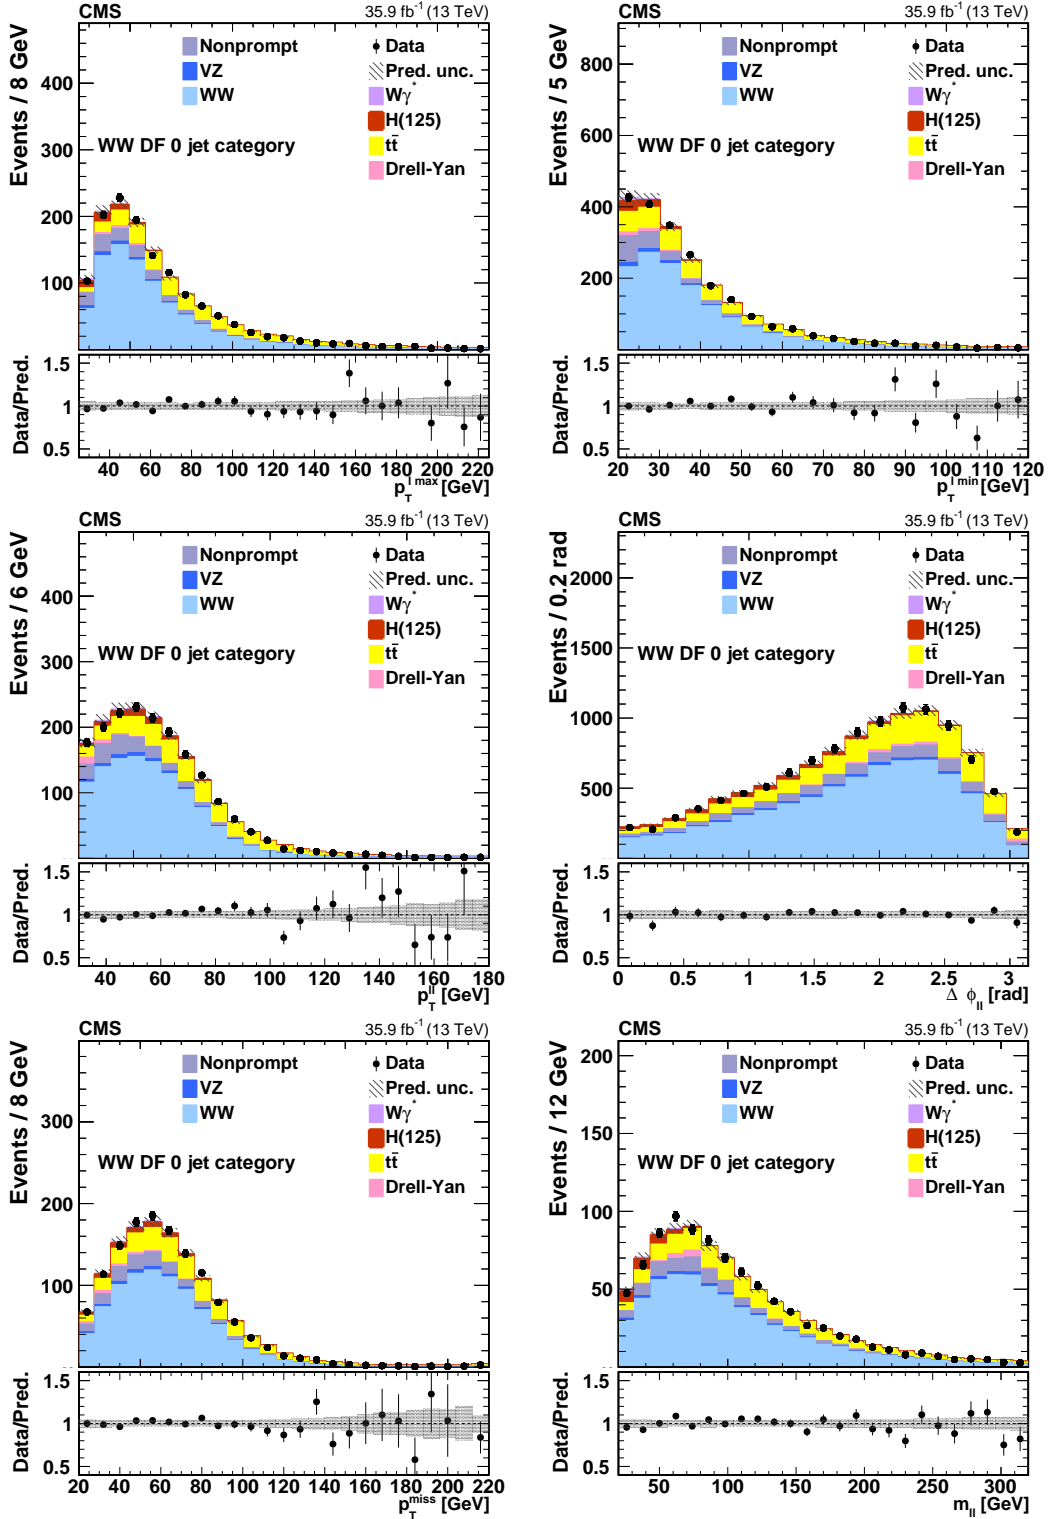 CMS 35.9 fb⁻¹ (13 TeV)
Events / 8 GeV
Nonprompt Data
VZ Pred. unc.
WW Wγ*
H(125)
WW DF 0 jet category tt̄
Drell-Yan
400
300
200
100
Data/Pred.
1.5
1
0.5
40 60 80 100 120 140 160 180 200 220
p_T^{l max} [GeV]
CMS 35.9 fb⁻¹ (13 TeV)
Events / 5 GeV
Nonprompt Data
VZ Pred. unc.
WW Wγ*
H(125)
WW DF 0 jet category tt̄
Drell-Yan
800
600
400
200
Data/Pred.
1.5
1
0.5
20 30 40 50 60 70 80 90 100 110 120
p_T^{l min} [GeV]
CMS 35.9 fb⁻¹ (13 TeV)
Events / 6 GeV
Nonprompt Data
VZ Pred. unc.
WW Wγ*
H(125)
WW DF 0 jet category tt̄
Drell-Yan
400
300
200
100
Data/Pred.
1.5
1
0.5
40 60 80 100 120 140 160 180
p_T^{ll} [GeV]
CMS 35.9 fb⁻¹ (13 TeV)
Events / 0.2 rad
Nonprompt Data
VZ Pred. unc.
WW Wγ*
H(125)
WW DF 0 jet category tt̄
Drell-Yan
2000
1500
1000
500
Data/Pred.
1.5
1
0.5
0 0.5 1 1.5 2 2.5 3
Δ ϕ_{ll} [rad]
CMS 35.9 fb⁻¹ (13 TeV)
Events / 8 GeV
Nonprompt Data
VZ Pred. unc.
WW Wγ*
H(125)
WW DF 0 jet category tt̄
Drell-Yan
300
200
100
Data/Pred.
1.5
1
0.5
20 40 60 80 100 120 140 160 180 200 220
p_T^{miss} [GeV]
CMS 35.9 fb⁻¹ (13 TeV)
Events / 12 GeV
Nonprompt Data
VZ Pred. unc.
WW Wγ*
H(125)
WW DF 0 jet category tt̄
Drell-Yan
200
150
100
50
Data/Pred.
1.5
1
0.5
50 100 150 200 250 300
m_{ll} [GeV]